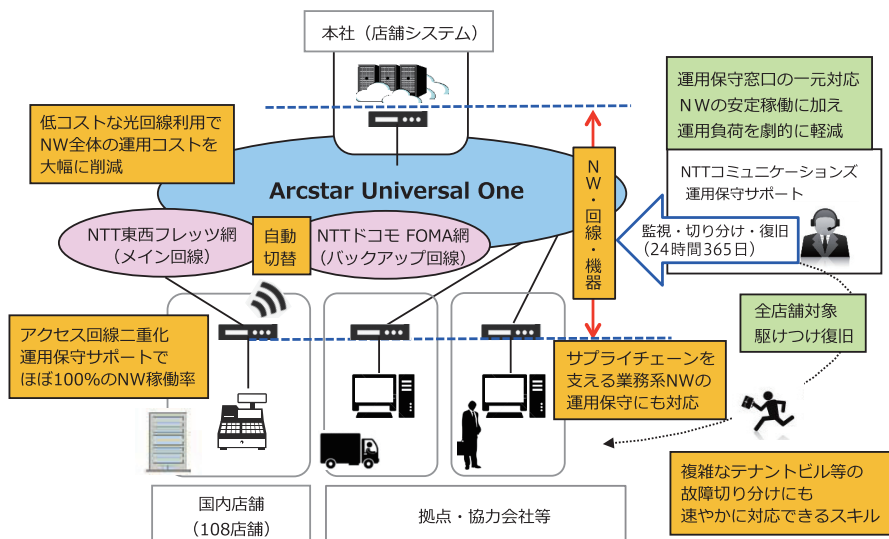 本社（店舗システム）
低コストな光回線利用で
NW全体の運用コストを
大幅に削減
運用保守窓口の一元対応
ＮＷの安定稼働に加え
運用負荷を劇的に軽減
NTTコミュニケーションズ
運用保守サポート
Arcstar Universal One
NW・回線・機器
監視・切り分け・復旧
（24時間365日）
NTT東西フレッツ網
（メイン回線）
自動
切替
NTTドコモ FOMA網
（バックアップ回線）
全店舗対象
駆けつけ復旧
アクセス回線二重化
運用保守サポートで
ほぼ100%のNW稼働率
サプライチェーンを
支える業務系NWの
運用保守にも対応
複雑なテナントビル等の
故障切り分けにも
速やかに対応できるスキル
国内店舗
（108店舗）
拠点・協力会社等